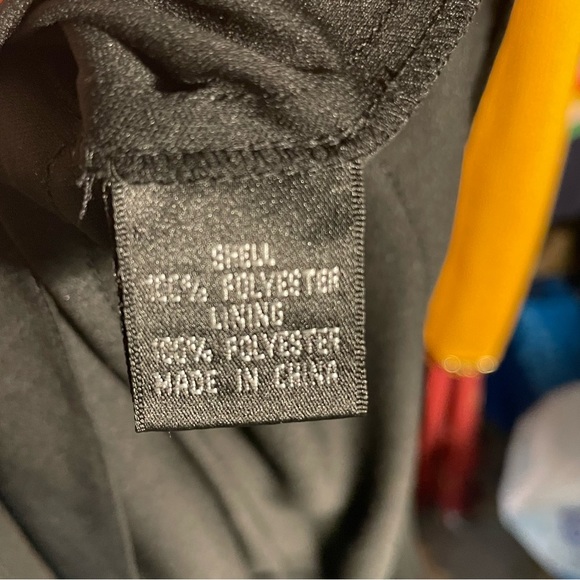 SHELL
100% POLYESTER
LINING
100% POLYESTER
MADE IN CHINA